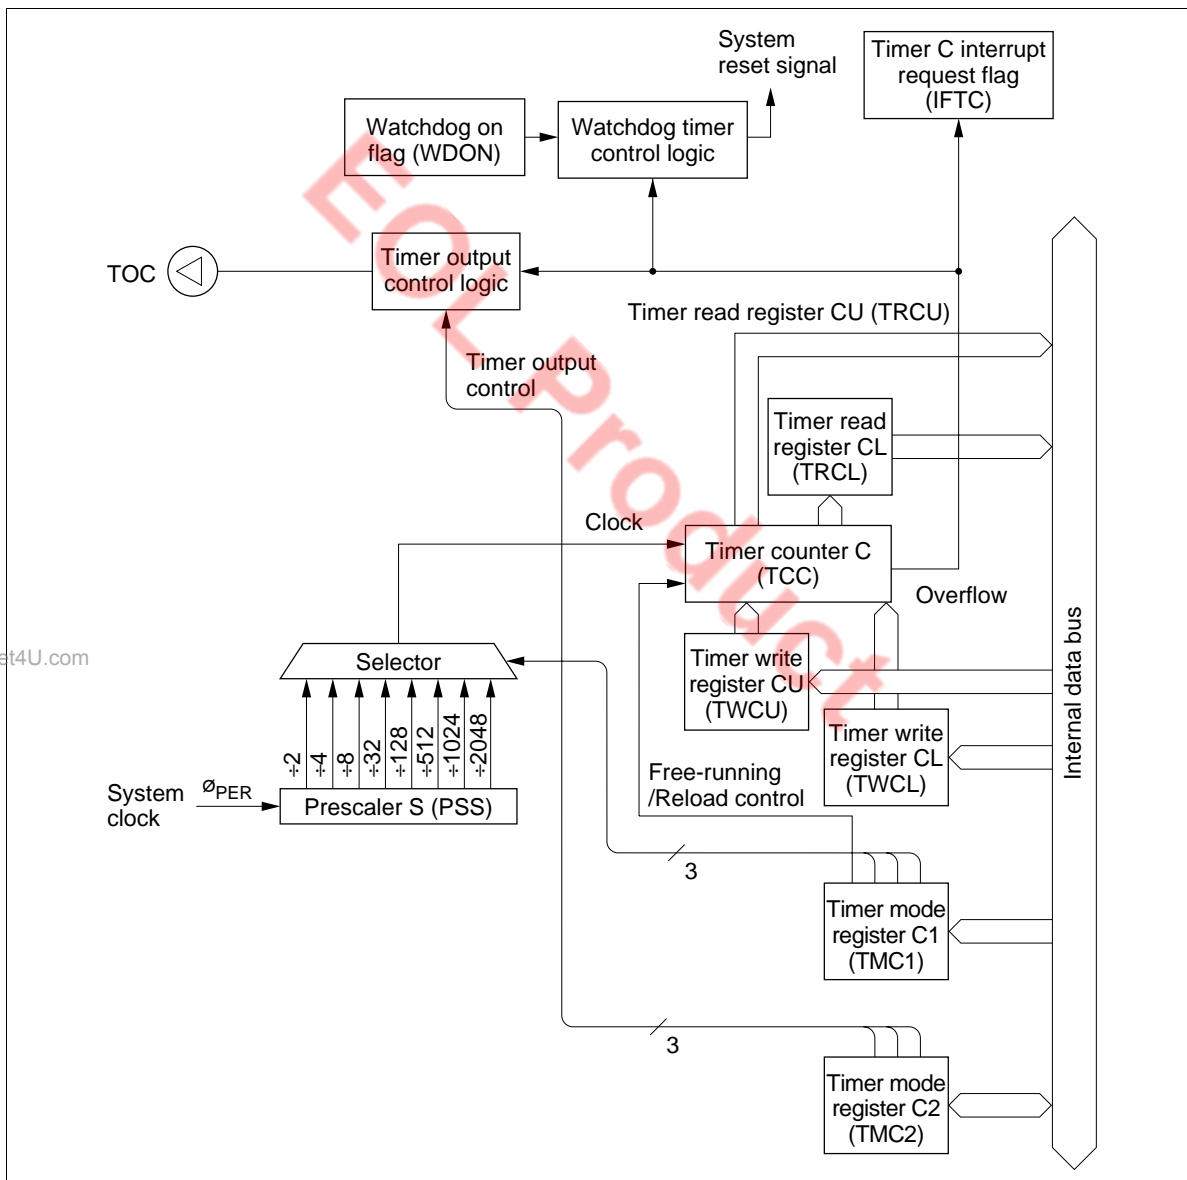 System
reset signal
Timer C interrupt
request flag
(IFTC)
Watchdog on
flag (WDON)
Watchdog timer
control logic
TOC
Timer output
control logic
Timer read register CU (TRCU)
Timer output
control
Timer read
register CL
(TRCL)
Clock
Timer counter C
(TCC)
Overflow
et4U.com
Selector
Timer write
register CU
(TWCU)
Timer write
register CL
(TWCL)
Internal data bus
÷2
÷4
÷8
÷32
÷128
÷512
÷1024
÷2048
System
clock
øPER
Prescaler S (PSS)
Free-running
/Reload control
3
Timer mode
register C1
(TMC1)
3
Timer mode
register C2
(TMC2)
EOL Product